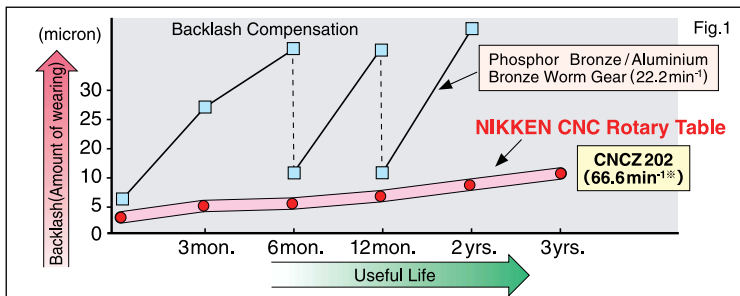 (micron)
Backlash Compensation
Fig.1
Phosphor Bronze/Aluminium
Bronze Worm Gear (22.2min⁻¹)
NIKKEN CNC Rotary Table
CNCZ 202
(66.6min⁻¹※)
Backlash(Amount of wearing)
30
25
20
10
5
0
3mon.
6mon.
12mon.
2yrs.
3yrs.
Useful Life